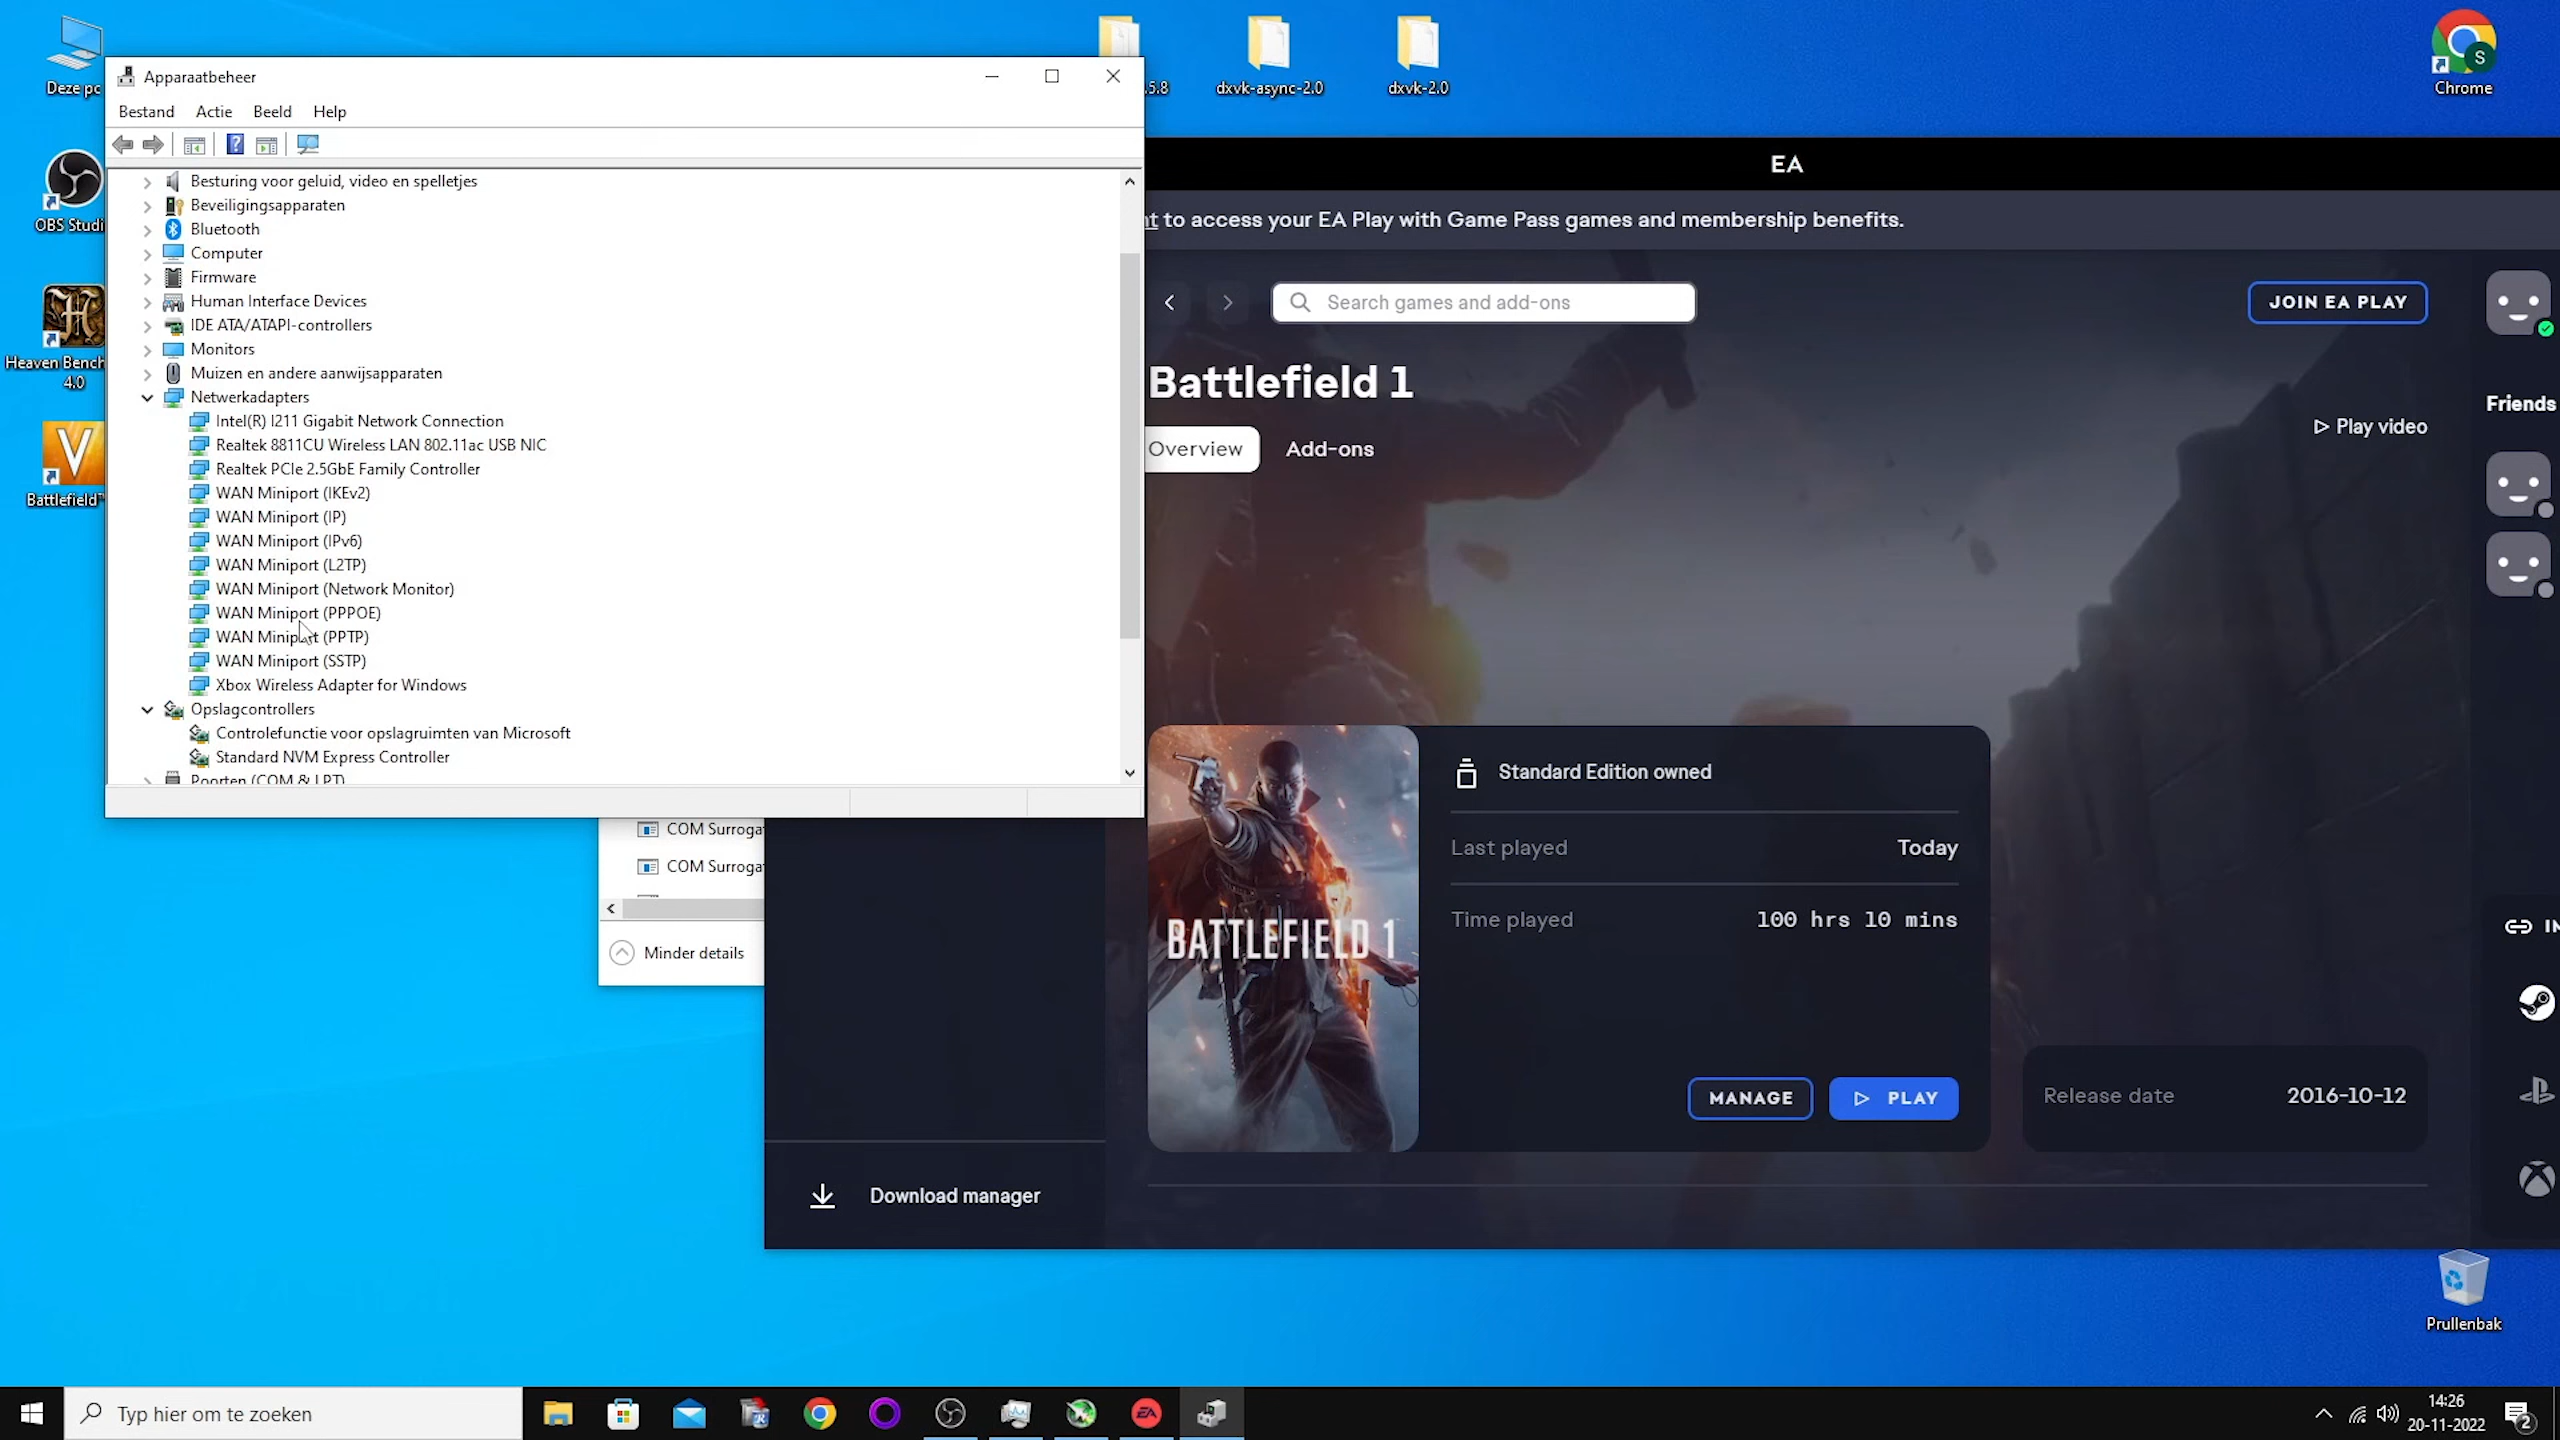 Deze pc
OBS Studi
Heaven Bench
4.0
Battlefield™
.5.8
dxvk-async-2.0
dxvk-2.0
S
Chrome
Apparaatbeheer
Bestand Actie Beeld Help
Besturing voor geluid, video en spelletjes
Beveiligingsapparaten
Bluetooth
Computer
Firmware
Human Interface Devices
IDE ATA/ATAPI-controllers
Monitors
Muizen en andere aanwijsapparaten
Netwerkadapters
Intel(R) I211 Gigabit Network Connection
Realtek 8811CU Wireless LAN 802.11ac USB NIC
Realtek PCIe 2.5GbE Family Controller
WAN Miniport (IKEv2)
WAN Miniport (IP)
WAN Miniport (IPv6)
WAN Miniport (L2TP)
WAN Miniport (Network Monitor)
WAN Miniport (PPPOE)
WAN Miniport (PPTP)
WAN Miniport (SSTP)
Xbox Wireless Adapter for Windows
Opslagcontrollers
Controlefunctie voor opslagruimten van Microsoft
Standard NVM Express Controller
Poorten (COM & LPT)
COM Surrogat
COM Surrogat
Minder details
EA
nt to access your EA Play with Game Pass games and membership benefits.
Search games and add-ons
JOIN EA PLAY
Battlefield 1
Friends
Play video
Overview Add-ons
BATTLEFIELD 1
Standard Edition owned
Last played Today
Time played 100 hrs 10 mins
MANAGE PLAY
Release date 2016-10-12
Download manager
IN
Prullenbak
Typ hier om te zoeken
EA
14:26
20-11-2022
2